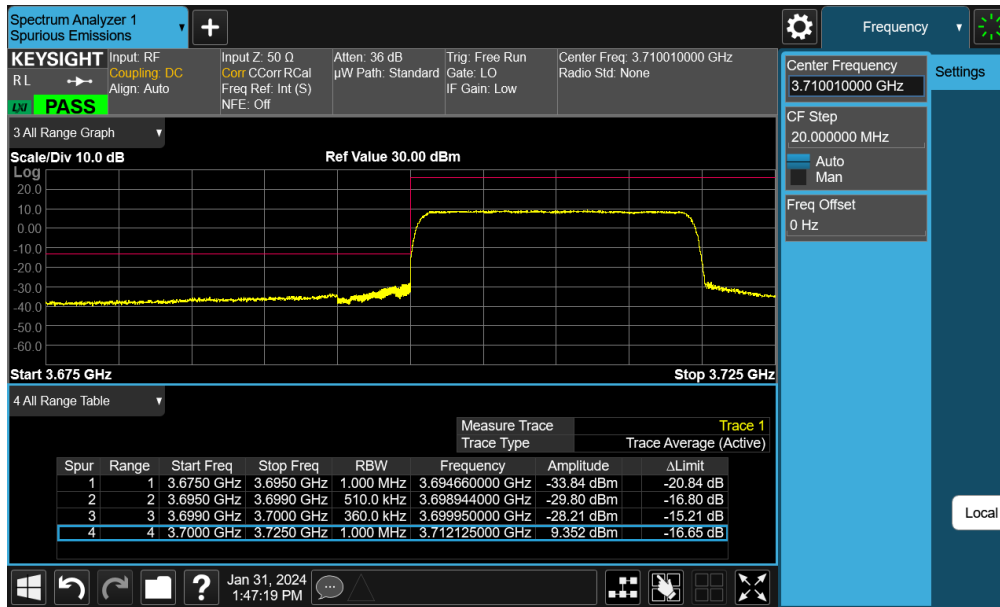 Spectrum Analyzer 1
Spurious Emissions
Frequency
KEYSIGHT
R L
LXI PASS
Input: RF
Coupling: DC
Align: Auto
Input Z: 50 Ω
Corr CCorr RCal
Freq Ref: Int (S)
NFE: Off
Atten: 36 dB
µW Path: Standard
Trig: Free Run
Gate: LO
IF Gain: Low
Center Freq: 3.710010000 GHz
Radio Std: None
Center Frequency
3.710010000 GHz
Settings
CF Step
20.000000 MHz
Auto
Man
Freq Offset
0 Hz
Local
3 All Range Graph
Scale/Div 10.0 dB
Ref Value 30.00 dBm
Log
20.0
10.0
0.00
-10.0
-20.0
-30.0
-40.0
-50.0
-60.0
Start 3.675 GHz
Stop 3.725 GHz
4 All Range Table
Measure Trace Trace 1
Trace Type Trace Average (Active)
Spur Range Start Freq Stop Freq RBW Frequency Amplitude ΔLimit
1 1 3.6750 GHz 3.6950 GHz 1.000 MHz 3.694660000 GHz -33.84 dBm -20.84 dB
2 2 3.6950 GHz 3.6990 GHz 510.0 kHz 3.698944000 GHz -29.80 dBm -16.80 dB
3 3 3.6990 GHz 3.7000 GHz 360.0 kHz 3.699950000 GHz -28.21 dBm -15.21 dB
4 4 3.7000 GHz 3.7250 GHz 1.000 MHz 3.712125000 GHz 9.352 dBm -16.65 dB
?
Jan 31, 2024
1:47:19 PM